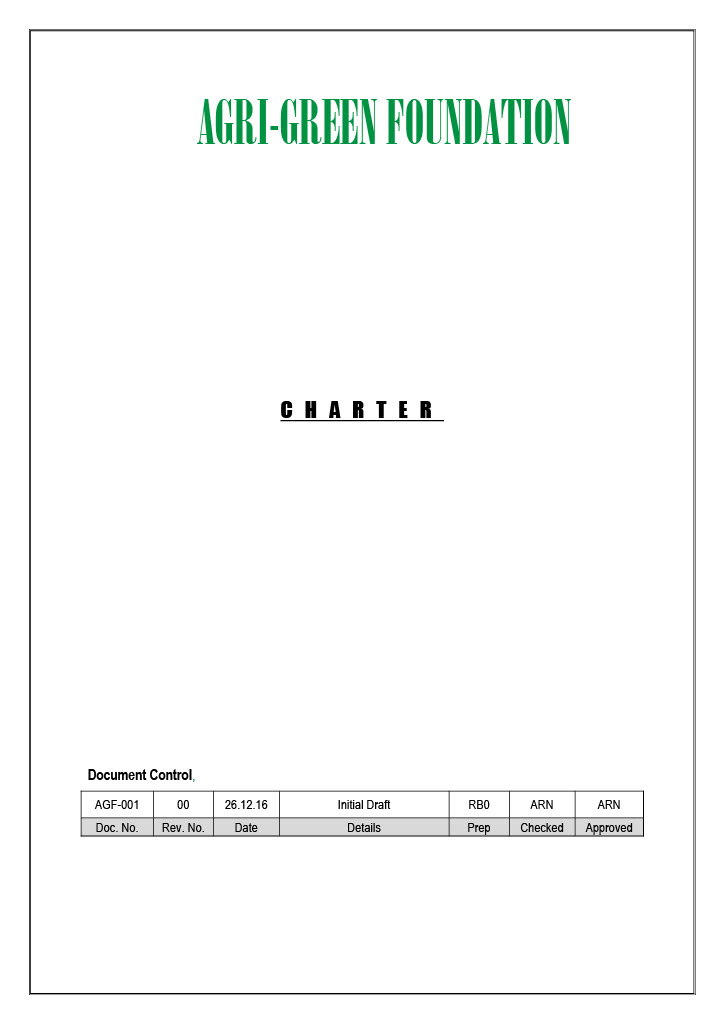 AGRI-GREEN FOUNDATION
CHARTER
Document Control,
AGF-001 00 26.12.16 Initial Draft RB0 ARN ARN
Doc. No. Rev. No. Date Details Prep Checked Approved